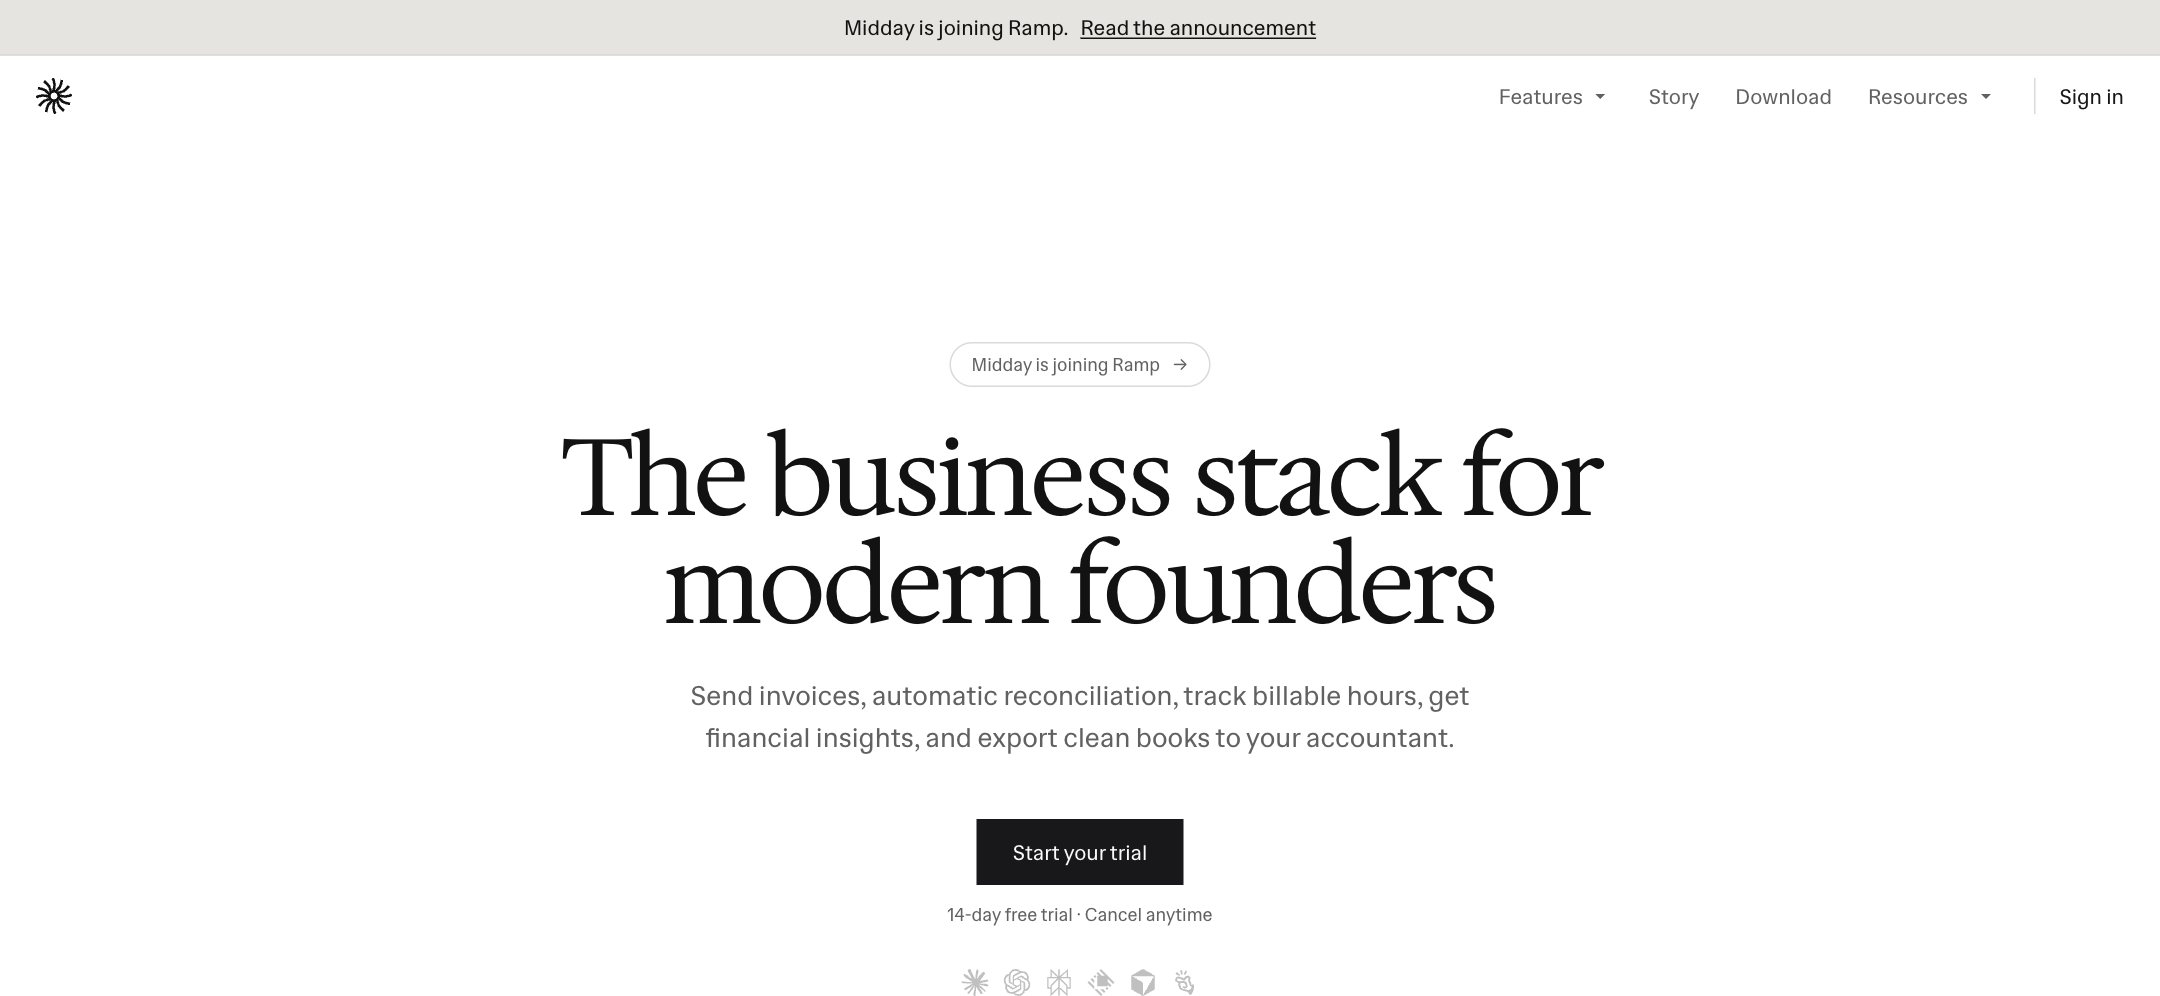 Midday is joining Ramp. Read the announcement
Features Story Download Resources Sign in
Midday is joining Ramp →
The business stack for
modern founders
Send invoices, automatic reconciliation, track billable hours, get
financial insights, and export clean books to your accountant.
Start your trial
14-day free trial · Cancel anytime